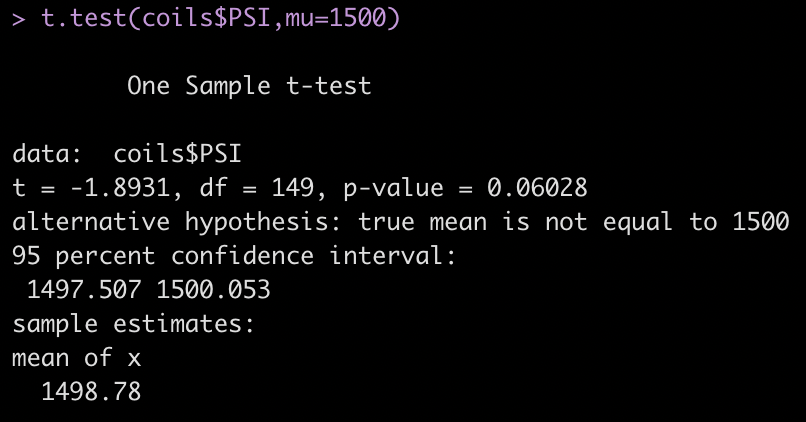 > t.test(coils$PSI,mu=1500)
One Sample t-test
data:  coils$PSI
t = -1.8931, df = 149, p-value = 0.06028
alternative hypothesis: true mean is not equal to 1500
95 percent confidence interval:
1497.507 1500.053
sample estimates:
mean of x
1498.78